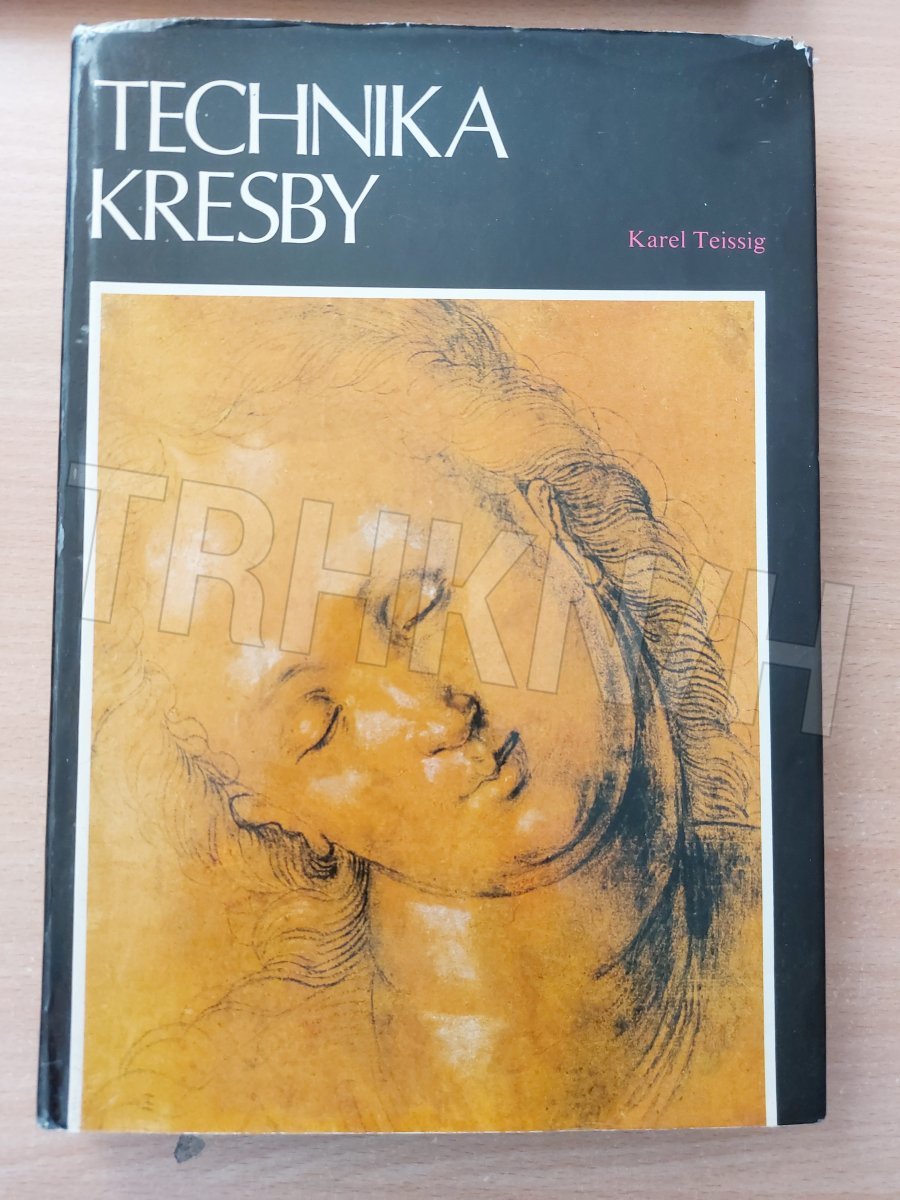 TECHNIKA
KRESBY
Karel Teissig
TRHKNIH